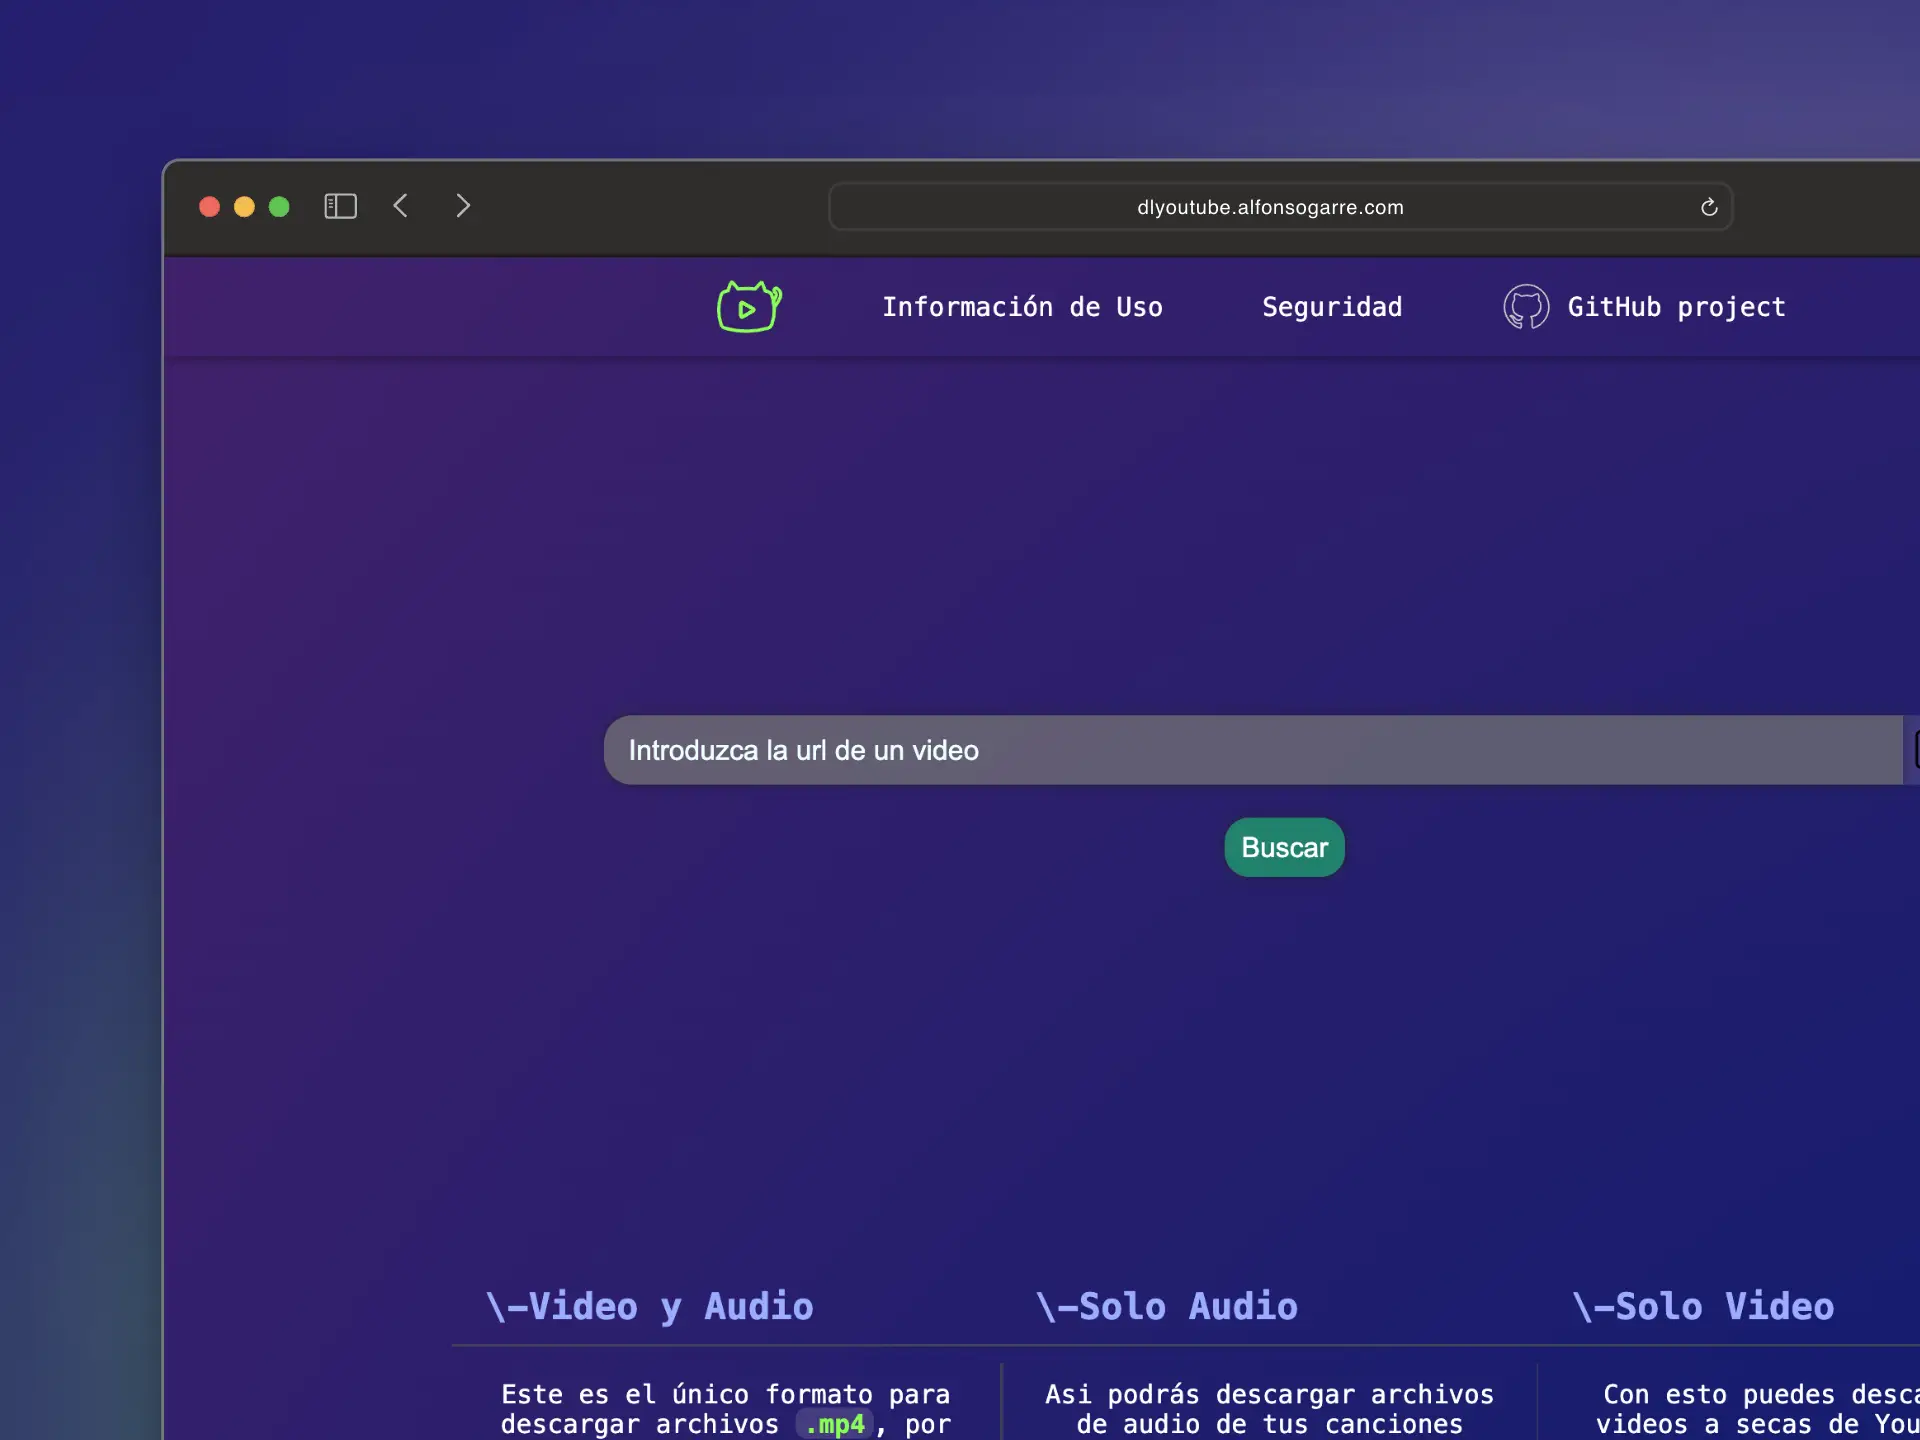 dlyoutube.alfonsogarre.com
Información de Uso
Seguridad
GitHub project
Introduzca la url de un video
Buscar
\-Video y Audio
Este es el único formato para
descargar archivos .mp4, por
\-Solo Audio
Asi podrás descargar archivos
de audio de tus canciones
\-Solo Video
Con esto puedes
videos a secas de